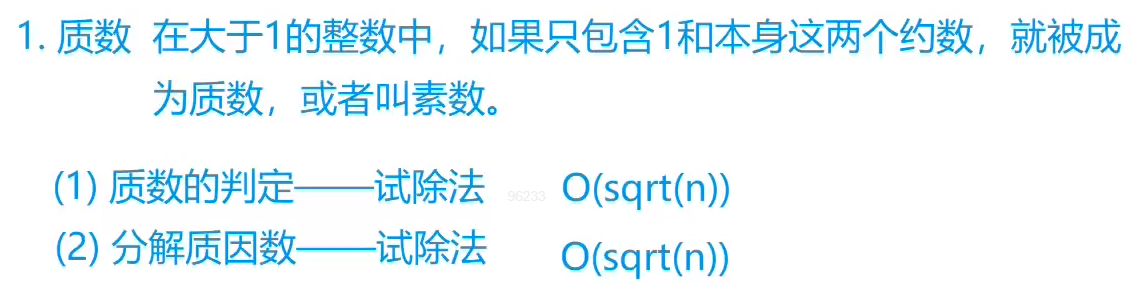 1. 质数 在大于1的整数中，如果只包含1和本身这两个约数，就被成
为质数，或者叫素数。
(1) 质数的判定——试除法 96233 O(sqrt(n))
(2) 分解质因数——试除法 O(sqrt(n))